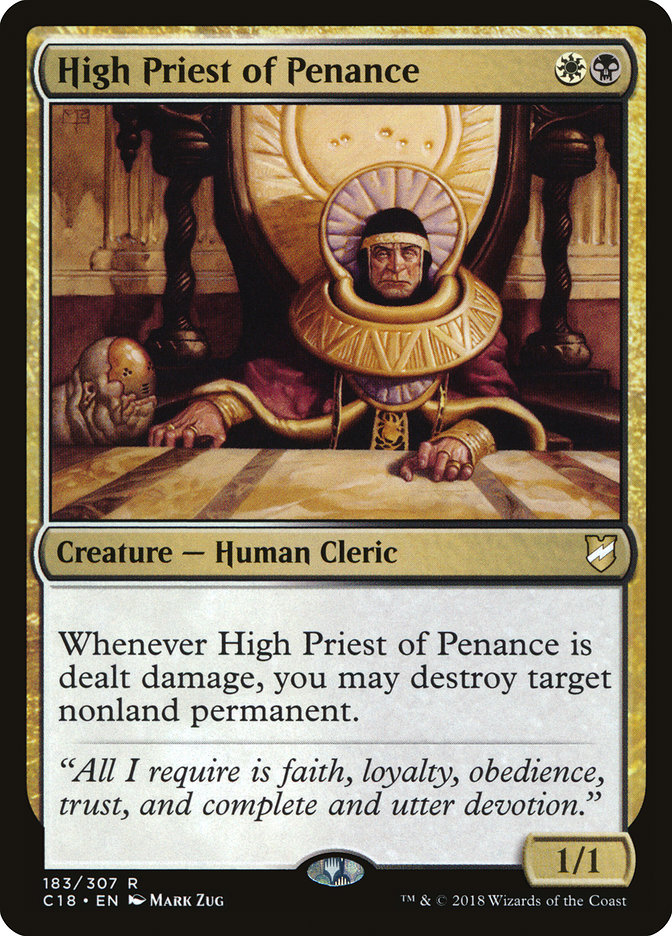 High Priest of Penance
Creature — Human Cleric
Whenever High Priest of Penance is
dealt damage, you may destroy target
nonland permanent.
“All I require is faith, loyalty, obedience,
trust, and complete and utter devotion.”
1/1
183/307 R
C18 • EN Mark Zug
™ & © 2018 Wizards of the Coast